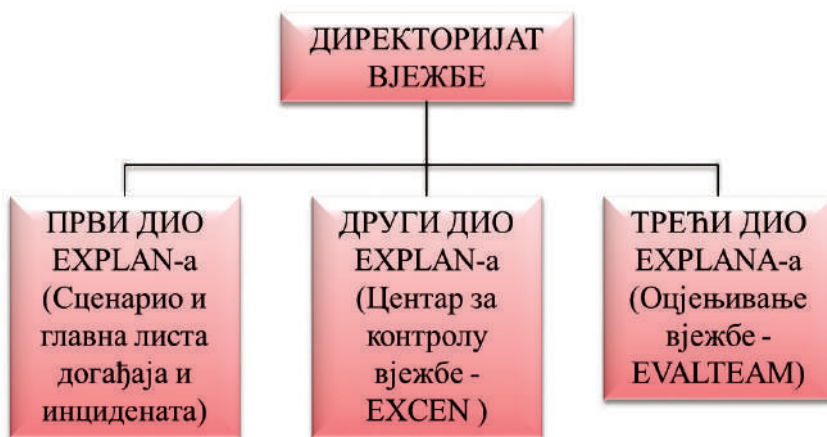 ДИРЕКТОРИЈАТ
ВЈЕЖБЕ
ПРВИ ДИО
EXPLAN-а
(Сценарио и
главна листа
догађаја и
инцидената)
ДРУГИ ДИО
EXPLAN-а
(Центар за
контролу
вјежбе -
EXCEN )
ТРЕЋИ ДИО
EXPLANA-а
(Оцјењивање
вјежбе -
EVALTEAM)